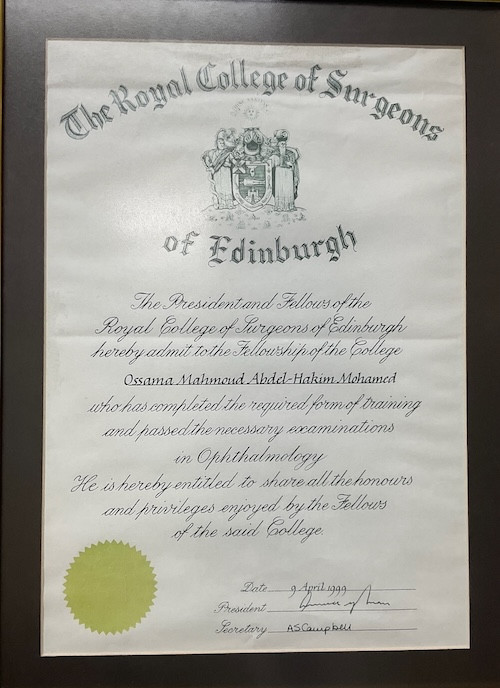 The Royal College of Surgeons
of Edinburgh
The President and Fellows of the
Royal College of Surgeons of Edinburgh
hereby admit to the Fellowship of the College
Ossama Mahmoud Abdel-Hakim Mohamed
who has completed the required form of training
and passed the necessary examinations
in Ophthalmology
He is hereby entitled to share all the honours
and privileges enjoyed by the Fellows
of the said College.
Date 9 April 1999
President
Secretary ASCampbell